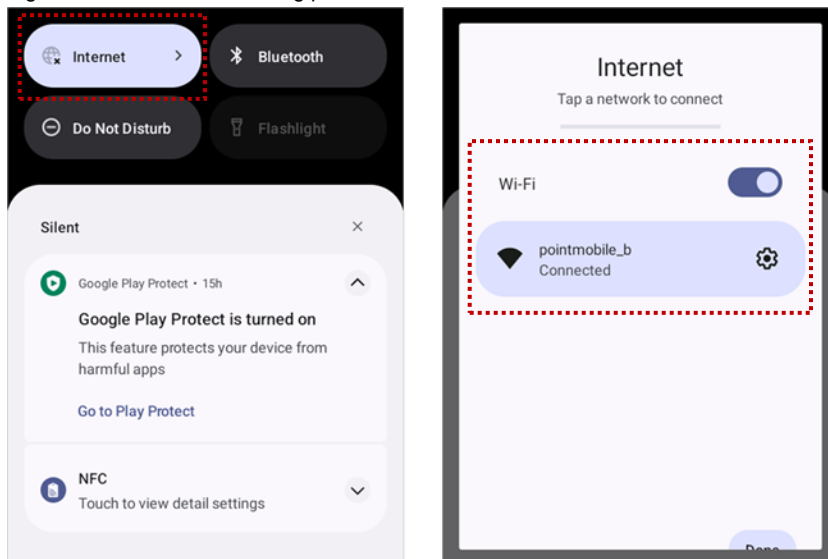 Internet
Bluetooth
Do Not Disturb
Flashlight
Silent
Google Play Protect • 15h
Google Play Protect is turned on
This feature protects your device from
harmful apps
Go to Play Protect
NFC
Touch to view detail settings
Internet
Tap a network to connect
Wi-Fi
pointmobile_b
Connected